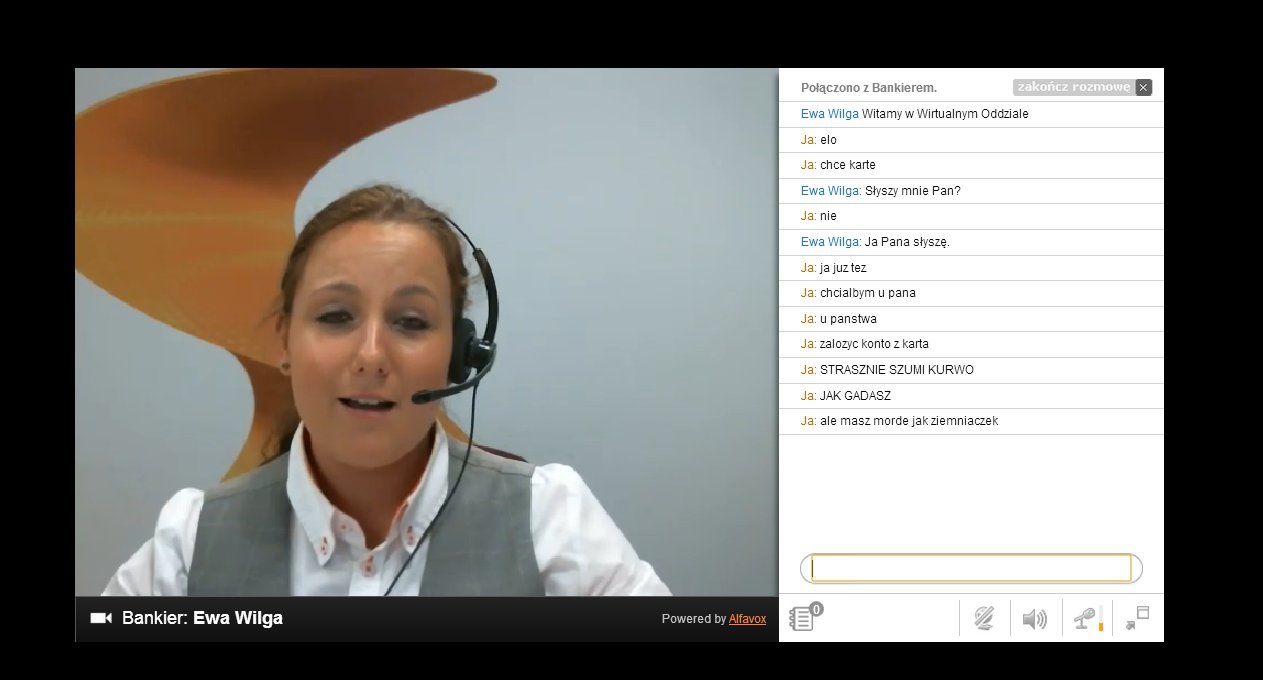 Połączono z Bankierem.
zakończ rozmowę
Ewa Wilga Witamy w Wirtualnym Oddziale
Ja: elo
Ja: chce karte
Ewa Wilga: Słyszy mnie Pan?
Ja: nie
Ewa Wilga: Ja Pana słyszę.
Ja: ja juz tez
Ja: chcialbym u pana
Ja: u panstwa
Ja: zalozyc konto z karta
Ja: STRASZNIE SZUMI KURWO
Ja: JAK GADASZ
Ja: ale masz morde jak ziemniaczek
0
Bankier: Ewa Wilga
Powered by Alfavox